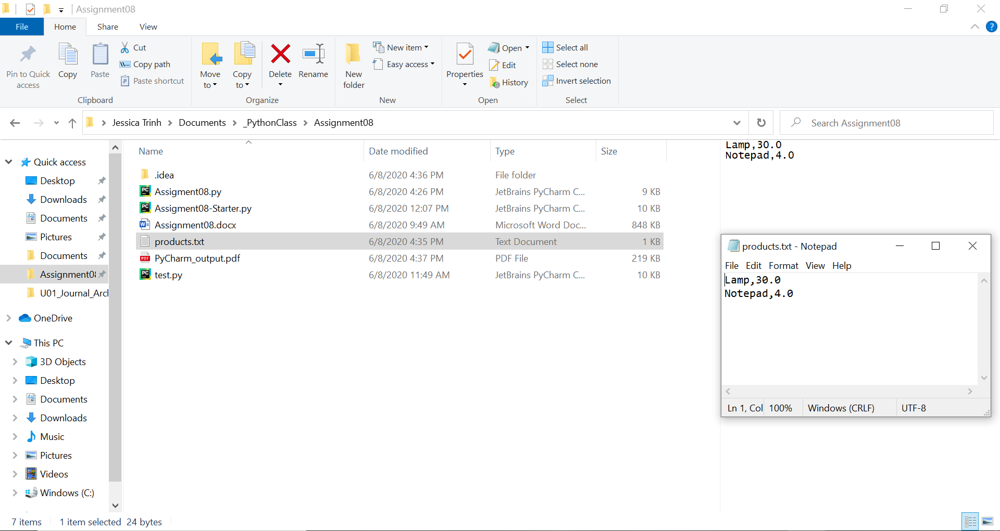 Assignment08
File Home Share View
Pin to Quick access
Copy
Paste
Cut
Copy path
Paste shortcut
Clipboard
Move to
Copy to
Delete
Rename
Organize
New folder
New item
Easy access
New
Properties
Open
Edit
History
Open
Select all
Select none
Invert selection
Select
Jessica Trinh Documents _PythonClass Assignment08
Search Assignment08
Quick access
Desktop
Downloads
Documents
Pictures
Documents
Assignment08
U01_Journal_Arcl
OneDrive
This PC
3D Objects
Desktop
Documents
Downloads
Music
Pictures
Videos
Windows (C:)
Name Date modified Type Size
.idea 6/8/2020 4:36 PM File folder
Assigment08.py 6/8/2020 4:26 PM JetBrains PyCharm C... 9 KB
Assigment08-Starter.py 6/8/2020 12:07 PM JetBrains PyCharm C... 10 KB
Assignment08.docx 6/8/2020 9:49 AM Microsoft Word Doc... 848 KB
products.txt 6/8/2020 4:35 PM Text Document 1 KB
PyCharm_output.pdf 6/8/2020 4:37 PM PDF File 219 KB
test.py 6/8/2020 11:49 AM JetBrains PyCharm C... 10 KB
Lamp,30.0
Notepad,4.0
products.txt - Notepad
File Edit Format View Help
Lamp,30.0
Notepad,4.0
Ln 1, Col 100% Windows (CRLF) UTF-8
7 items 1 item selected 24 bytes